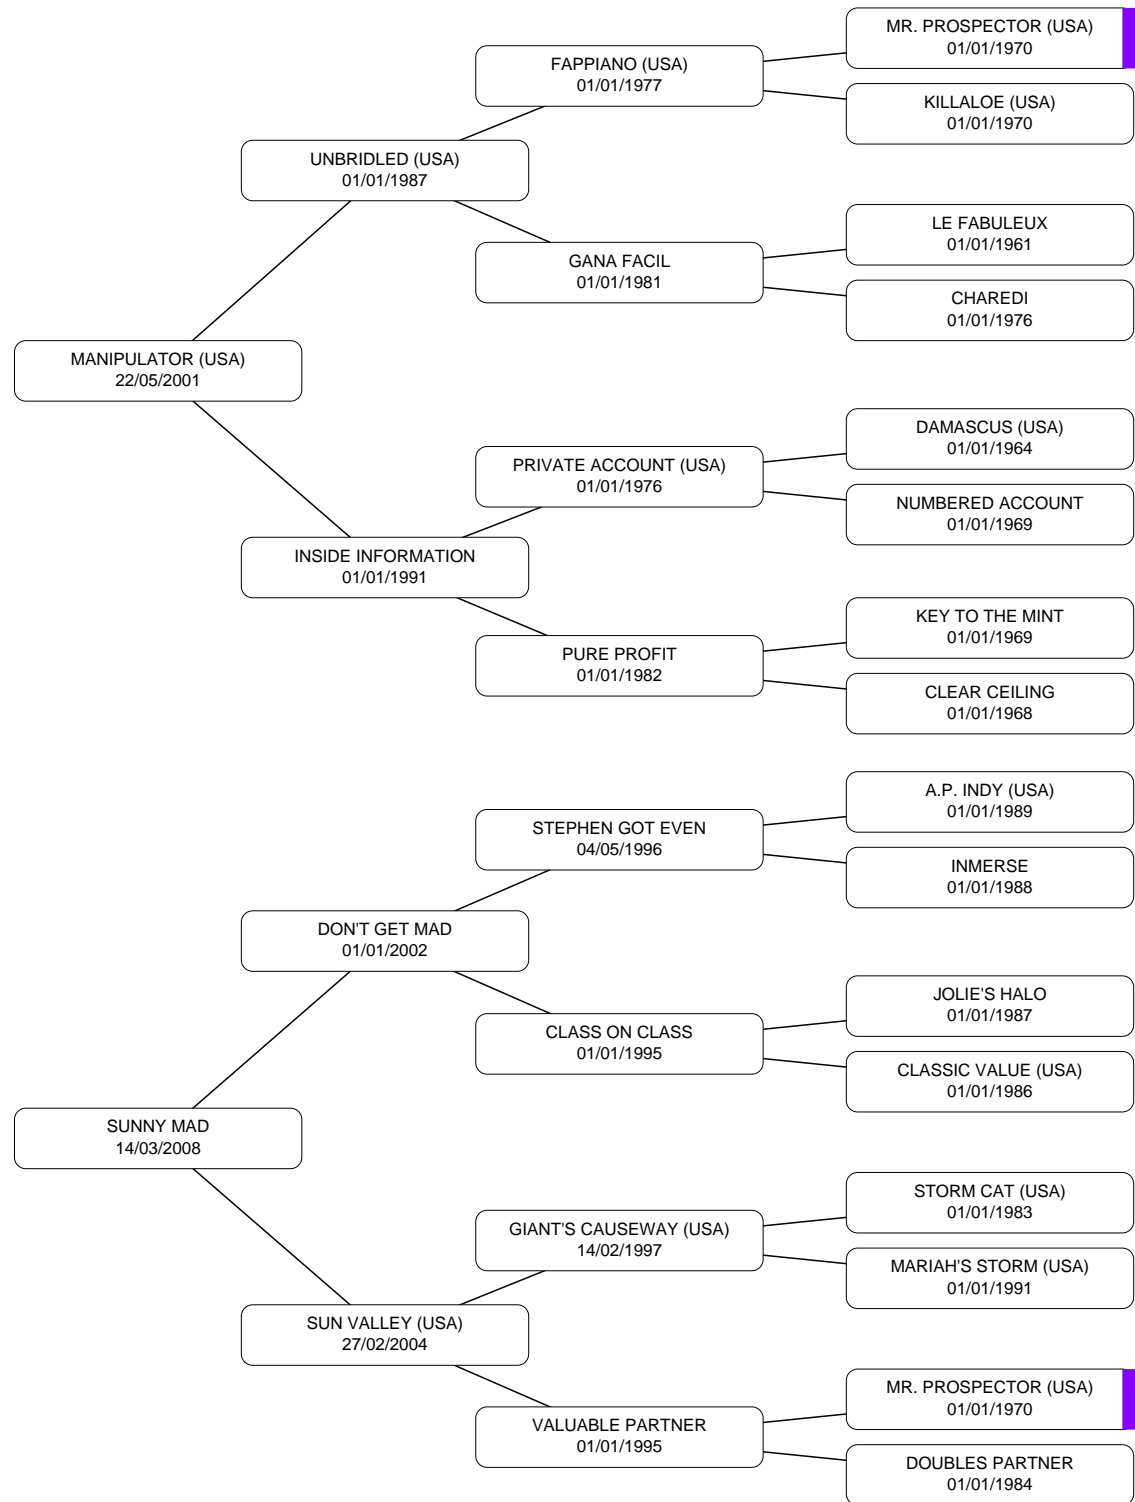 MR. PROSPECTOR (USA)
01/01/1970
FAPPIANO (USA)
01/01/1977
KILLALOE (USA)
01/01/1970
UNBRIDLED (USA)
01/01/1987
LE FABULEUX
01/01/1961
GANA FACIL
01/01/1981
CHAREDI
01/01/1976
MANIPULATOR (USA)
22/05/2001
DAMASCUS (USA)
01/01/1964
PRIVATE ACCOUNT (USA)
01/01/1976
NUMBERED ACCOUNT
01/01/1969
INSIDE INFORMATION
01/01/1991
KEY TO THE MINT
01/01/1969
PURE PROFIT
01/01/1982
CLEAR CEILING
01/01/1968
A.P. INDY (USA)
01/01/1989
STEPHEN GOT EVEN
04/05/1996
INMERSE
01/01/1988
DON'T GET MAD
01/01/2002
JOLIE'S HALO
01/01/1987
CLASS ON CLASS
01/01/1995
CLASSIC VALUE (USA)
01/01/1986
SUNNY MAD
14/03/2008
STORM CAT (USA)
01/01/1983
GIANT'S CAUSEWAY (USA)
14/02/1997
MARIAH'S STORM (USA)
01/01/1991
SUN VALLEY (USA)
27/02/2004
MR. PROSPECTOR (USA)
01/01/1970
VALUABLE PARTNER
01/01/1995
DOUBLES PARTNER
01/01/1984